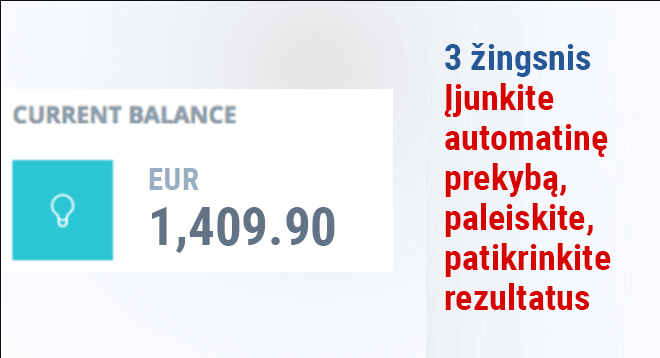 CURRENT BALANCE
EUR
1,409.90
3 žingsnis
Įjunkite
automatinę
prekybą,
paleiskite,
patikrinkite
rezultatus